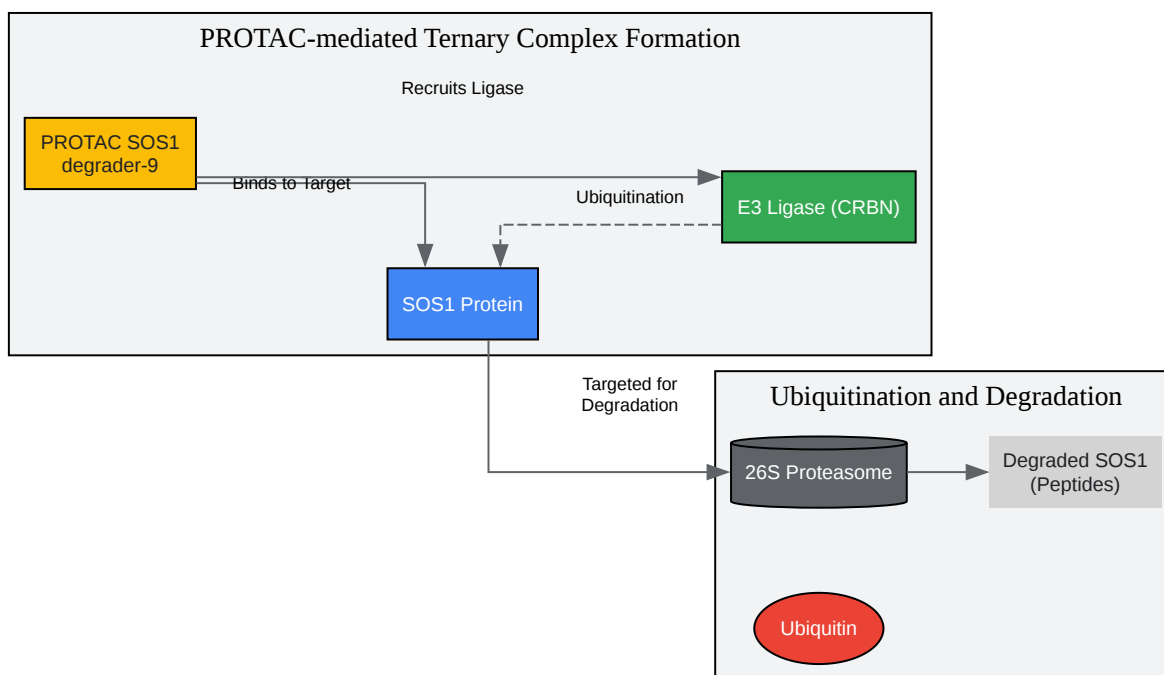 PROTAC-mediated Ternary Complex Formation
Recruits Ligase
PROTAC SOS1
degrader-9
Binds to Target
Ubiquitination
E3 Ligase (CRBN)
SOS1 Protein
Targeted for
Degradation
Ubiquitination and Degradation
26S Proteasome
Degraded SOS1
(Peptides)
Ubiquitin